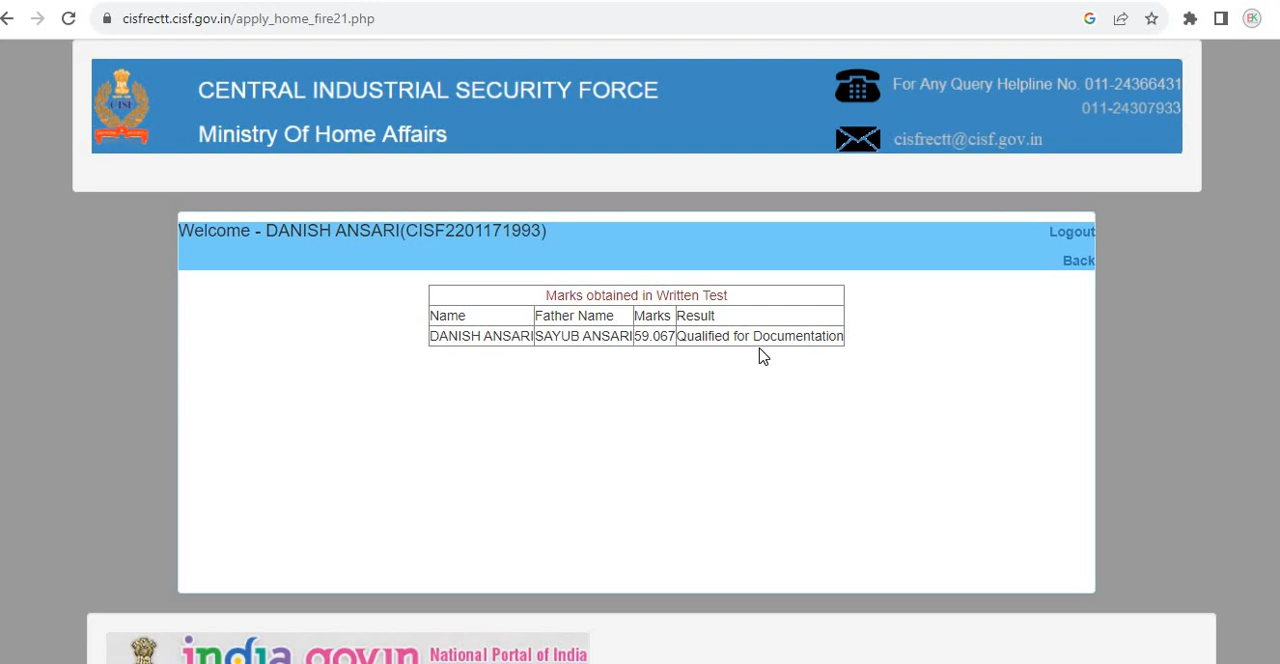 cisfrectt.cisf.gov.in/apply_home_fire21.php
CENTRAL INDUSTRIAL SECURITY FORCE
Ministry Of Home Affairs
For Any Query Helpline No. 011-24366431
011-24307933
cisfrectt@cisf.gov.in
Welcome - DANISH ANSARI(CISF2201171993)
Logout
Back
Marks obtained in Written Test
Name Father Name Marks Result
DANISH ANSARI SAYUB ANSARI 59.067 Qualified for Documentation
india.gov.in National Portal of India